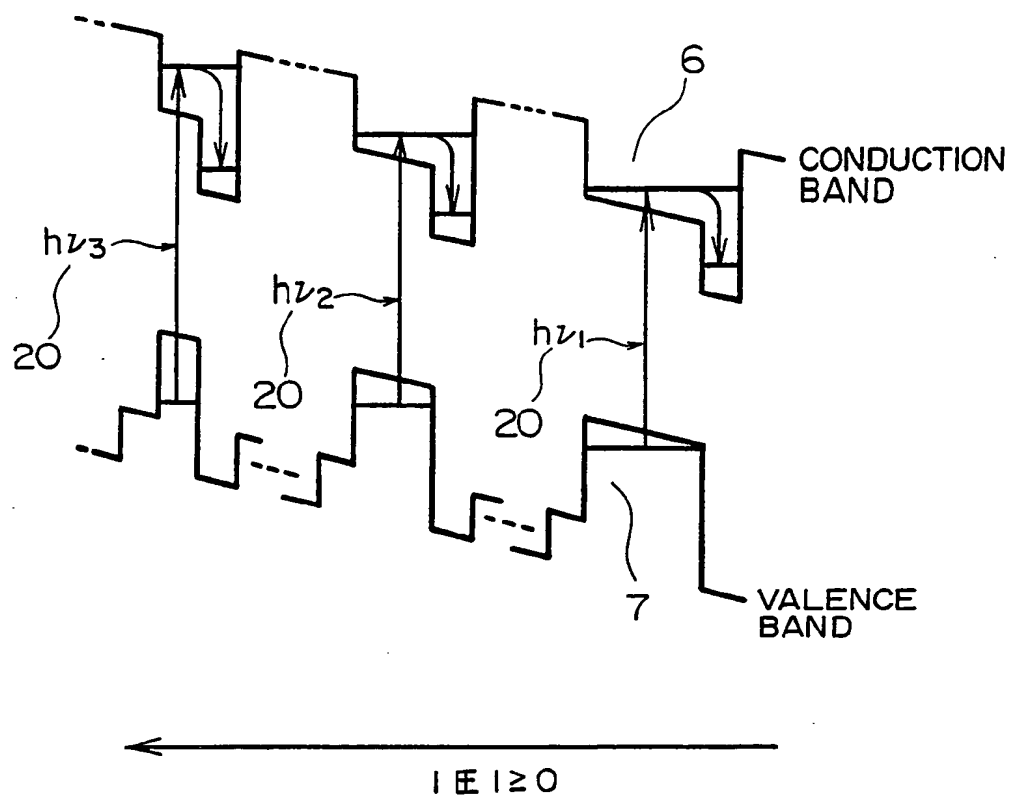 6
CONDUCTION
BAND
hν3
20
hν2
20
hν1
20
7
VALENCE
BAND
|𝔼|≥0